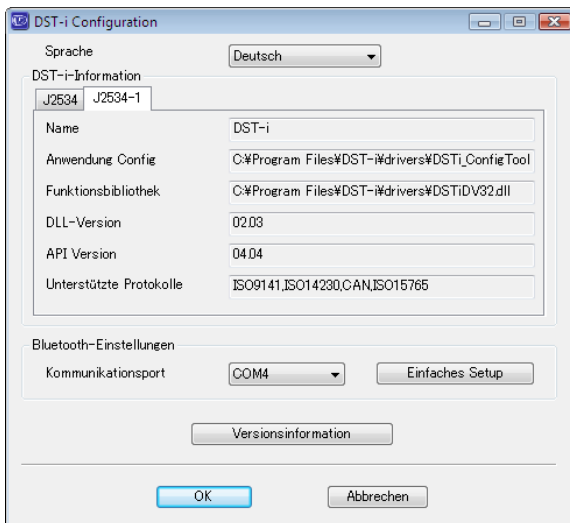 DST-i Configuration
Sprache
Deutsch
DST-i-Information
J2534
J2534-1
Name
DST-i
Anwendung Config
C:¥Program Files¥DST-i¥drivers¥DSTi_ConfigTool
Funktionsbibliothek
C:¥Program Files¥DST-i¥drivers¥DSTiDV32.dll
DLL-Version
02.03
API Version
04.04
Unterstützte Protokolle
ISO9141,ISO14230,CAN,ISO15765
Bluetooth-Einstellungen
Kommunikationsport
COM4
Einfaches Setup
Versionsinformation
OK
Abbrechen